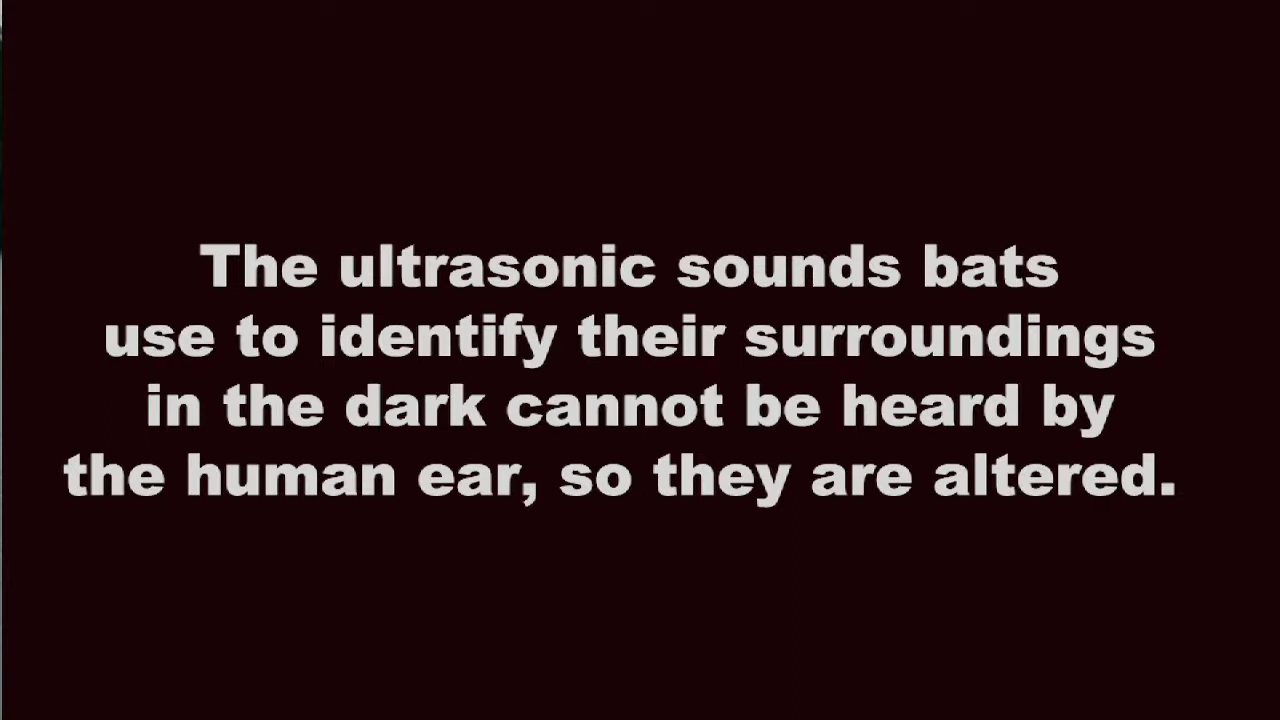 The ultrasonic sounds bats
use to identify their surroundings
in the dark cannot be heard by
the human ear, so they are altered.